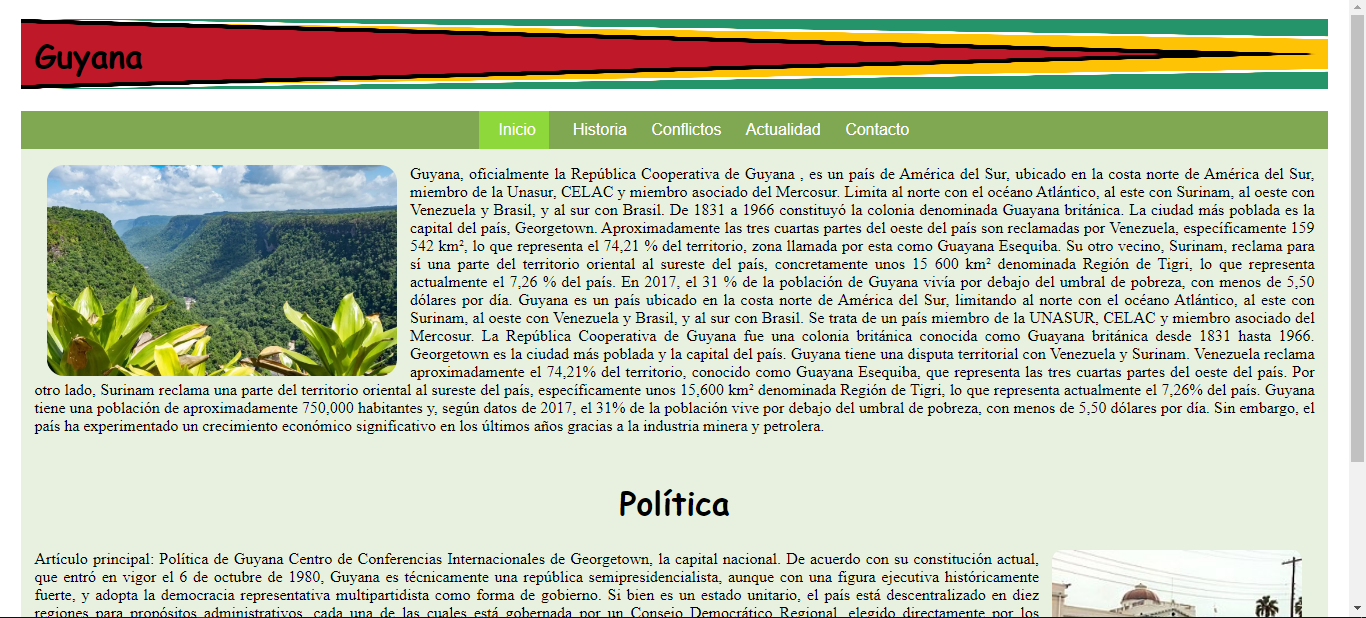 Guyana
Inicio Historia Conflictos Actualidad Contacto
Guyana, oficialmente la República Cooperativa de Guyana , es un país de América del Sur, ubicado en la costa norte de América del Sur,
miembro de la Unasur, CELAC y miembro asociado del Mercosur. Limita al norte con el océano Atlántico, al este con Surinam, al oeste con
Venezuela y Brasil, y al sur con Brasil. De 1831 a 1966 constituyó la colonia denominada Guayana británica. La ciudad más poblada es la
capital del país, Georgetown. Aproximadamente las tres cuartas partes del oeste del país son reclamadas por Venezuela, específicamente 159
542 km², lo que representa el 74,21 % del territorio, zona llamada por esta como Guayana Esequiba. Su otro vecino, Surinam, reclama para
sí una parte del territorio oriental al sureste del país, concretamente unos 15 600 km² denominada Región de Tigri, lo que representa
actualmente el 7,26 % del país. En 2017, el 31 % de la población de Guyana vivía por debajo del umbral de pobreza, con menos de 5,50
dólares por día. Guyana es un país ubicado en la costa norte de América del Sur, limitando al norte con el océano Atlántico, al este con
Surinam, al oeste con Venezuela y Brasil, y al sur con Brasil. Se trata de un país miembro de la UNASUR, CELAC y miembro asociado del
Mercosur. La República Cooperativa de Guyana fue una colonia británica conocida como Guayana británica desde 1831 hasta 1966.
Georgetown es la ciudad más poblada y la capital del país. Guyana tiene una disputa territorial con Venezuela y Surinam. Venezuela reclama
aproximadamente el 74,21% del territorio, conocido como Guayana Esequiba, que representa las tres cuartas partes del oeste del país. Por
otro lado, Surinam reclama una parte del territorio oriental al sureste del país, específicamente unos 15,600 km² denominada Región de Tigri, lo que representa actualmente el 7,26% del país. Guyana
tiene una población de aproximadamente 750,000 habitantes y, según datos de 2017, el 31% de la población vive por debajo del umbral de pobreza, con menos de 5,50 dólares por día. Sin embargo, el
país ha experimentado un crecimiento económico significativo en los últimos años gracias a la industria minera y petrolera.
Política
Artículo principal: Política de Guyana Centro de Conferencias Internacionales de Georgetown, la capital nacional. De acuerdo con su constitución actual,
que entró en vigor el 6 de octubre de 1980, Guyana es técnicamente una república semipresidencialista, aunque con una figura ejecutiva históricamente
fuerte, y adopta la democracia representativa multipartidista como forma de gobierno. Si bien es un estado unitario, el país está descentralizado en diez
regiones para propósitos administrativos, cada una de las cuales está gobernada por un Consejo Democrático Regional, elegido directamente por los